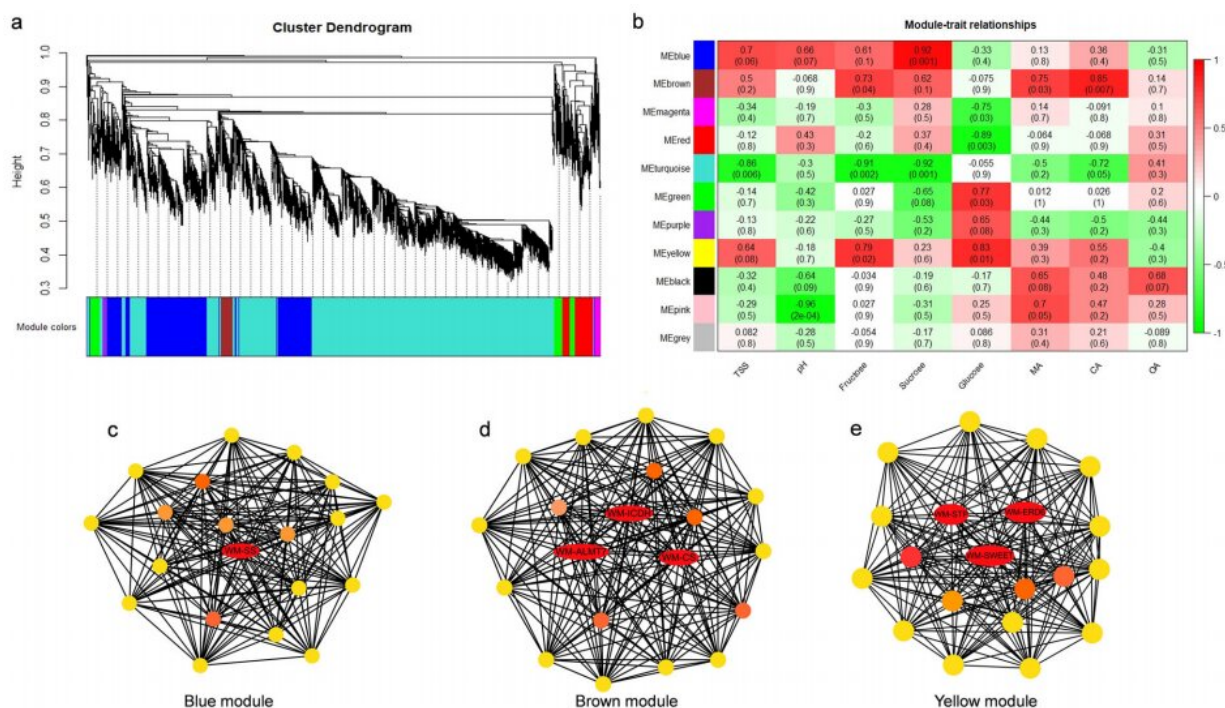 a
Cluster Dendrogram
Height
1.0
0.9
0.8
0.7
0.6
0.5
0.4
0.3
Module colors
b
Module-trait relationships
MEblue 0.7 0.66 0.61 0.92 -0.33 0.13 0.36 -0.31
(0.06) (0.07) (0.1) (0.001) (0.4) (0.8) (0.4) (0.5)
MEbrown 0.5 -0.068 0.73 0.62 -0.075 0.75 0.85 0.14
(0.2) (0.9) (0.04) (0.1) (0.9) (0.03) (0.007) (0.7)
MEmagenta -0.34 -0.19 -0.3 0.28 -0.75 0.14 -0.091 0.1
(0.4) (0.7) (0.5) (0.5) (0.03) (0.7) (0.8) (0.8)
MEred -0.12 0.43 -0.2 0.37 -0.89 -0.064 -0.068 0.31
(0.8) (0.3) (0.6) (0.4) (0.003) (0.9) (0.9) (0.5)
MEturquoise -0.86 -0.3 -0.91 -0.92 -0.055 -0.5 -0.72 0.41
(0.006) (0.5) (0.002) (0.001) (0.9) (0.2) (0.05) (0.3)
MEgreen -0.14 -0.42 0.027 -0.65 0.77 0.012 0.026 0.2
(0.7) (0.3) (0.9) (0.08) (0.03) (1) (1) (0.6)
MEpurple -0.13 -0.22 -0.27 -0.53 0.65 -0.44 -0.5 -0.44
(0.8) (0.6) (0.5) (0.2) (0.08) (0.3) (0.2) (0.3)
MEyellow 0.64 -0.18 0.79 0.23 0.83 0.39 0.55 -0.4
(0.08) (0.7) (0.02) (0.6) (0.01) (0.3) (0.2) (0.3)
MEblack -0.32 -0.64 -0.034 -0.19 -0.17 0.65 0.48 0.68
(0.4) (0.09) (0.9) (0.6) (0.7) (0.08) (0.2) (0.07)
MEpink -0.29 -0.96 0.027 -0.31 0.25 0.7 0.47 0.28
(0.5) (2e-04) (0.9) (0.5) (0.5) (0.05) (0.2) (0.5)
MEgrey 0.082 -0.28 -0.054 -0.17 0.086 0.31 0.21 -0.089
(0.8) (0.5) (0.9) (0.7) (0.8) (0.4) (0.6) (0.8)
TSS pH Fructose Sucrose Glucose MA CA OA
1
0.5
0
-0.5
-1
c
WM-SS
Blue module
d
WM-ICDH
WM-CS
Brown module
e
WM-STP
WM-SWEET
Yellow module